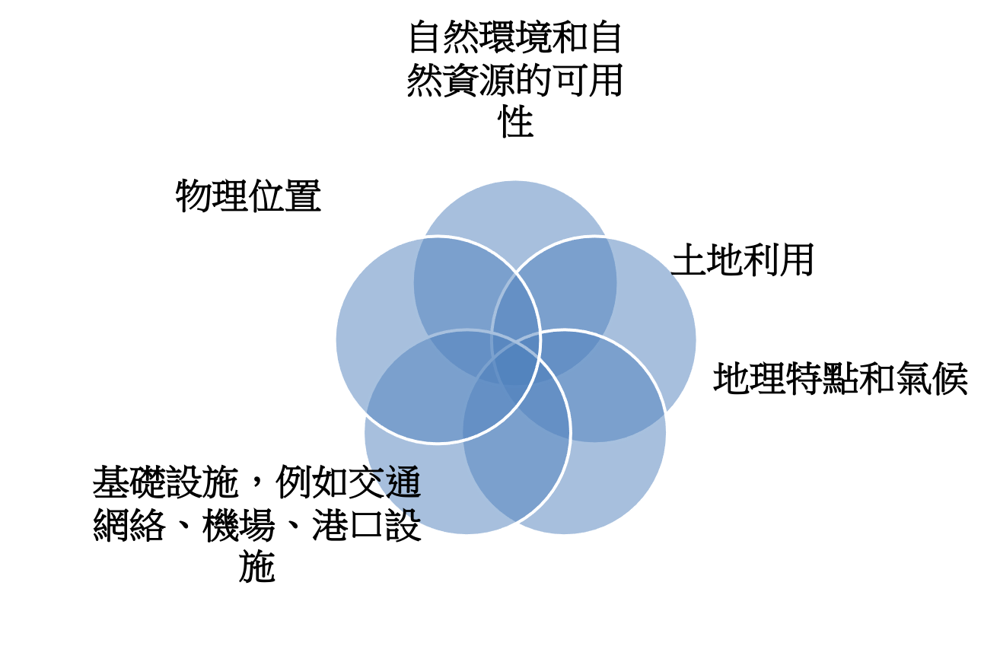 自然環境和自
然資源的可用
性
物理位置
土地利用
地理特點和氣候
基礎設施，例如交通
網絡、機場、港口設
施